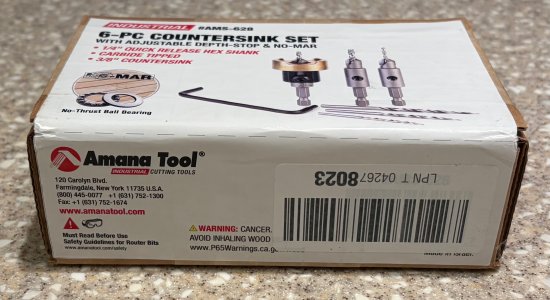 INDUSTRIAL #AMS-628
6-PC COUNTERSINK SET
WITH ADJUSTABLE DEPTH-STOP & NO-MAR
• 1/4" QUICK RELEASE HEX SHANK
• CARBIDE TIPPED
• 3/8" COUNTERSINK
-MAR
No-Thrust Ball Bearing
Amana Tool®
INDUSTRIAL CUTTING TOOLS
120 Carolyn Blvd.
Farmingdale, New York 11735 U.S.A.
(800) 445-0077 +1 (631) 752-1300
Fax: +1 (631) 752-1674
www.amanatool.com
Must Read Before Use
Safety Guidelines for Router Bits
www.amanatool.com/safety
LPN T 04267 8023
WARNING: CANCER.
AVOID INHALING WOOD
www.P65Warnings.ca.g